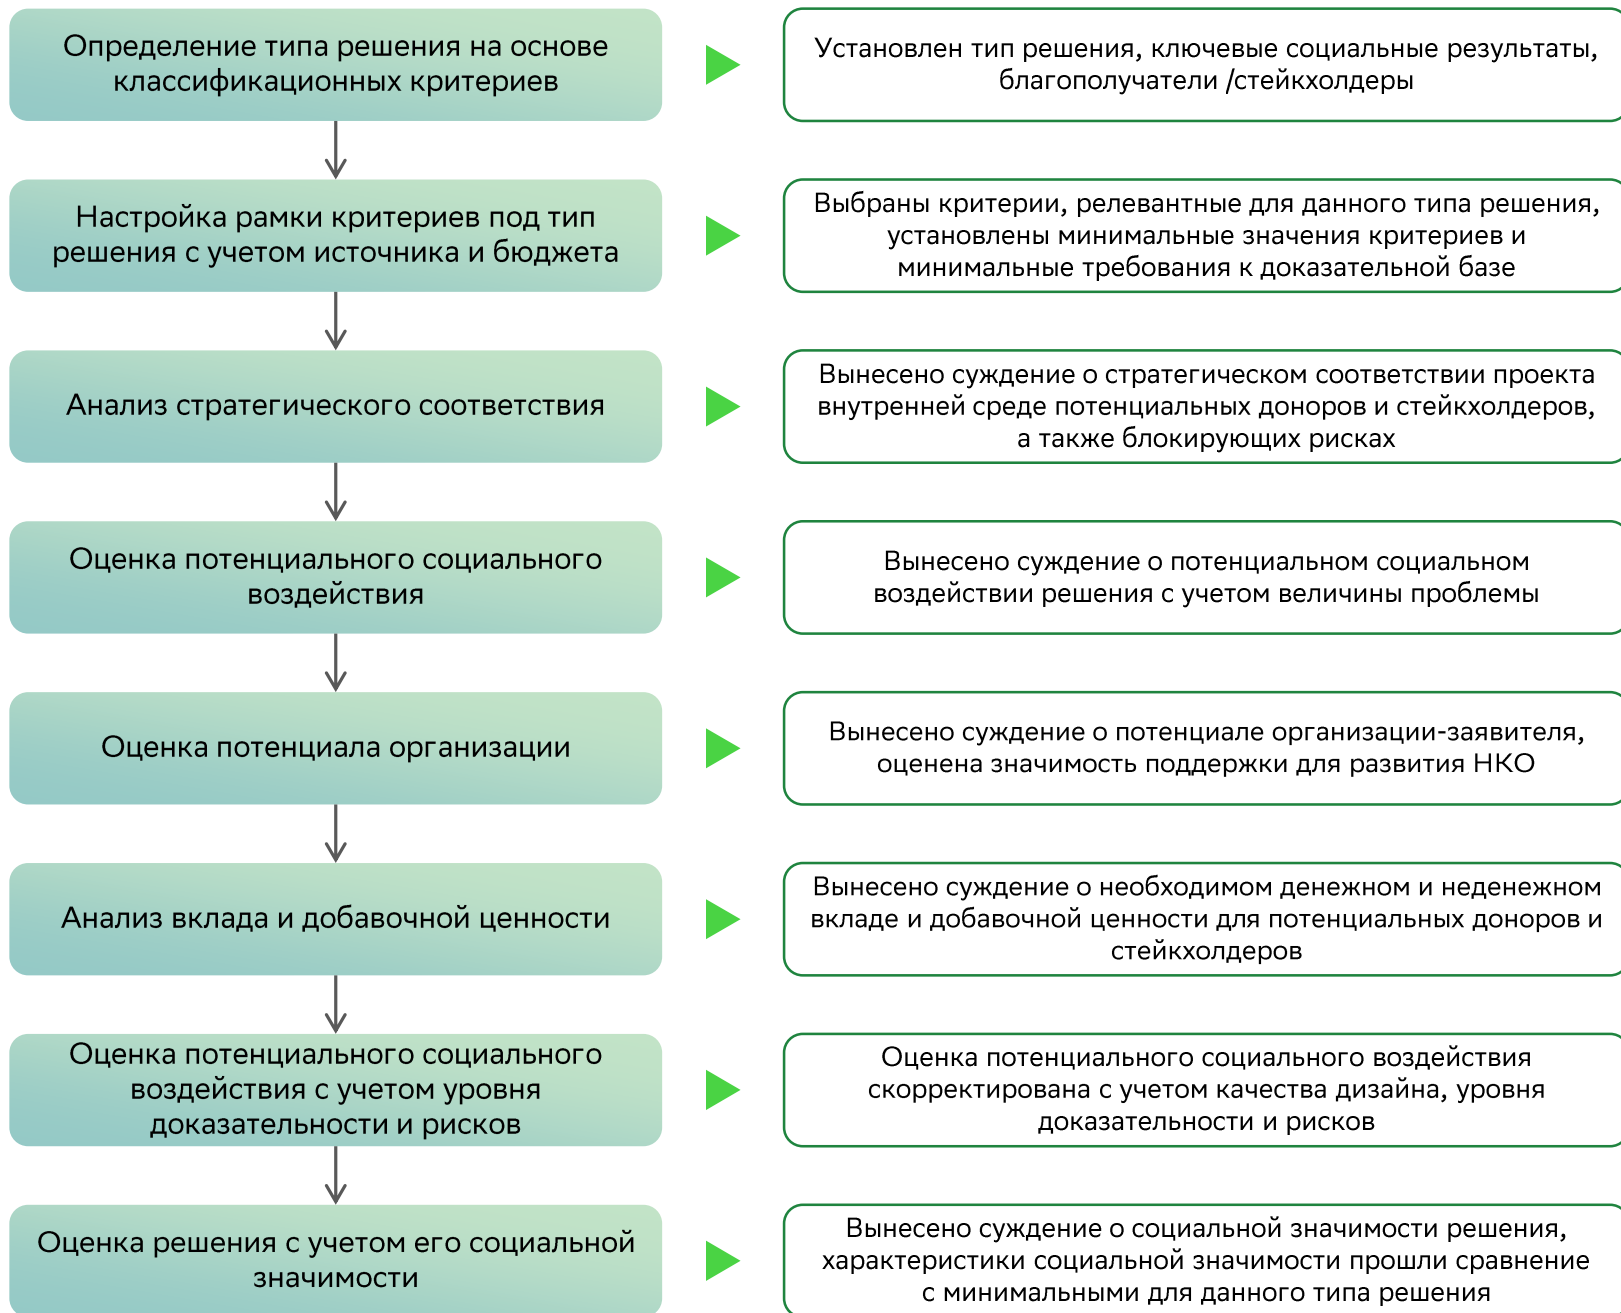 Определение типа решения на основе
классификационных критериев
Установлен тип решения, ключевые социальные результаты,
благополучатели /стейкхолдеры
Настройка рамки критериев под тип
решения с учетом источника и бюджета
Выбраны критерии, релевантные для данного типа решения,
установлены минимальные значения критериев и
минимальные требования к доказательной базе
Анализ стратегического соответствия
Вынесено суждение о стратегическом соответствии проекта
внутренней среде потенциальных доноров и стейкхолдеров,
а также блокирующих рисках
Оценка потенциального социального
воздействия
Вынесено суждение о потенциальном социальном
воздействии решения с учетом величины проблемы
Оценка потенциала организации
Вынесено суждение о потенциале организации-заявителя,
оценена значимость поддержки для развития НКО
Анализ вклада и добавочной ценности
Вынесено суждение о необходимом денежном и неденежном
вкладе и добавочной ценности для потенциальных доноров и
стейкхолдеров
Оценка потенциального социального
воздействия с учетом уровня
доказательности и рисков
Оценка потенциального социального воздействия
скорректирована с учетом качества дизайна, уровня
доказательности и рисков
Оценка решения с учетом его социальной
значимости
Вынесено суждение о социальной значимости решения,
характеристики социальной значимости прошли сравнение
с минимальными для данного типа решения